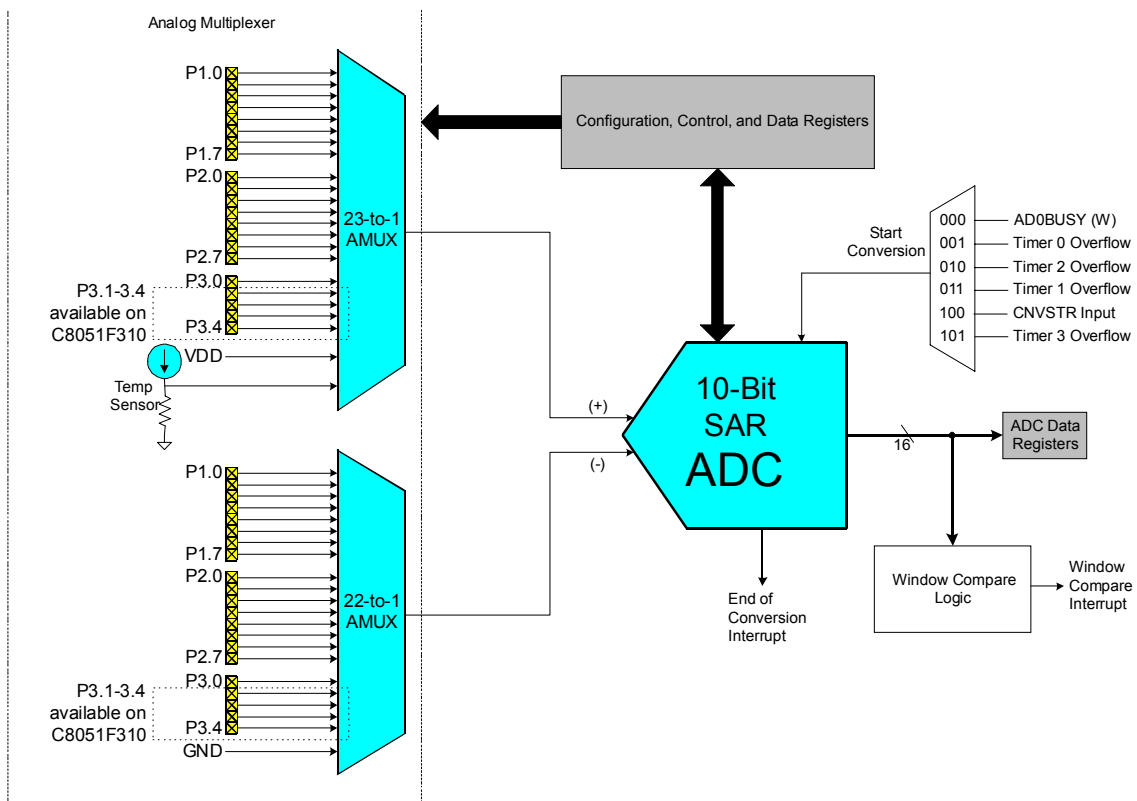 Analog Multiplexer
P1.0
P1.7
P2.0
P2.7
P3.0
P3.1-3.4
available on
C8051F310
P3.4
VDD
Temp
Sensor
23-to-1
AMUX
P1.0
P1.7
P2.0
P2.7
P3.0
P3.1-3.4
available on
C8051F310
P3.4
GND
22-to-1
AMUX
Configuration, Control, and Data Registers
Start
Conversion
000 AD0BUSY (W)
001 Timer 0 Overflow
010 Timer 2 Overflow
011 Timer 1 Overflow
100 CNVSTR Input
101 Timer 3 Overflow
(+)
(-)
10-Bit
SAR
ADC
16
ADC Data
Registers
End of
Conversion
Interrupt
Window Compare
Logic
Window
Compare
Interrupt